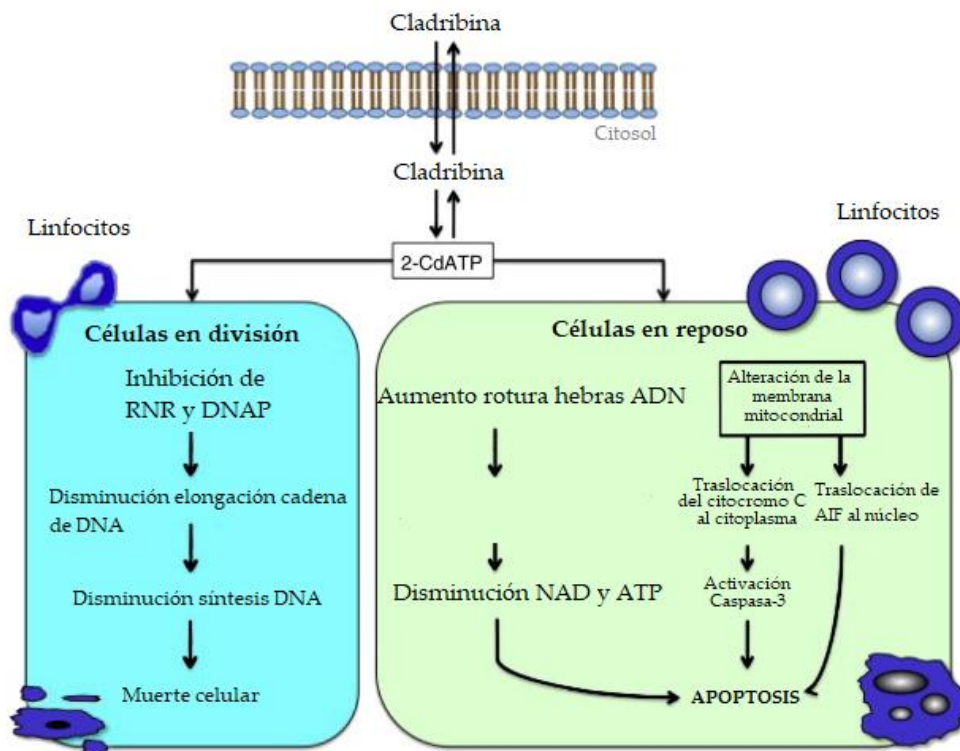 Cladribina
Citosol
Cladribina
Linfocitos
Linfocitos
2-CdATP
Células en división
Inhibición de
RNR y DNAP
Disminución elongación cadena
de DNA
Disminución síntesis DNA
Muerte celular
Células en reposo
Aumento rotura hebras ADN
Disminución NAD y ATP
Alteración de la
membrana
mitocondrial
Traslocación
del citocromo C
al citoplasma
Traslocación de
AIF al núcleo
Activación
Caspasa-3
APOPTOSIS